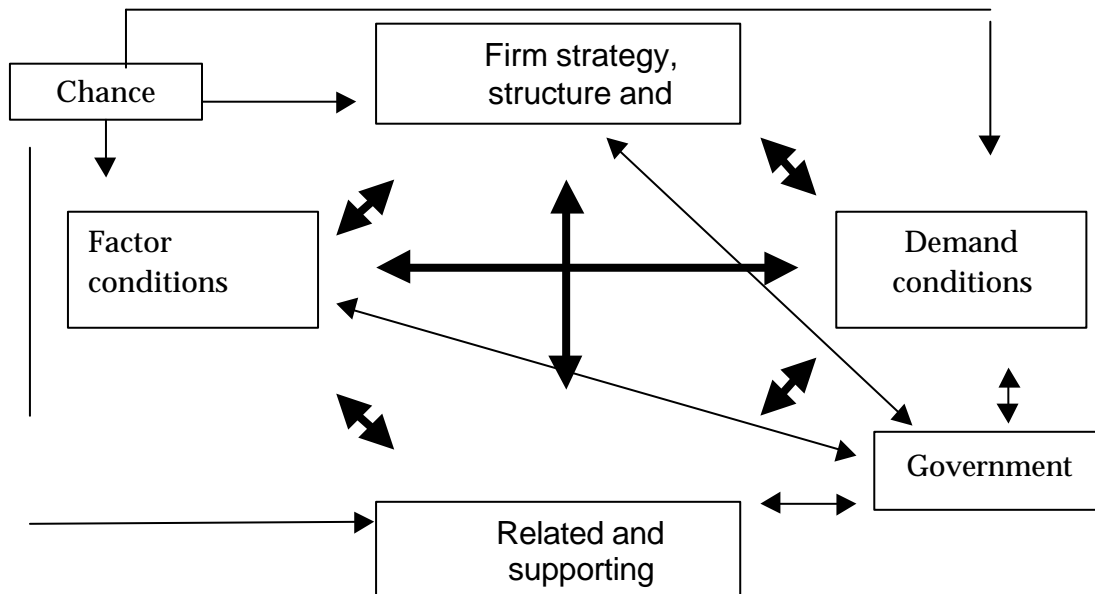 Firm strategy,
structure and
Chance
Factor
conditions
Demand
conditions
Government
Related and
supporting